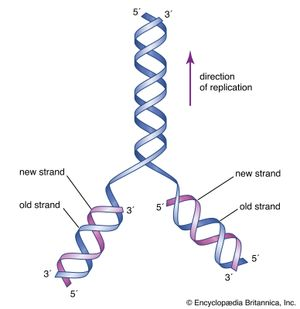 5´ 3´
direction
of replication
new strand
new strand
old strand
3´
5´
old strand
3´
5´
5´
3´
© Encyclopædia Britannica, Inc.